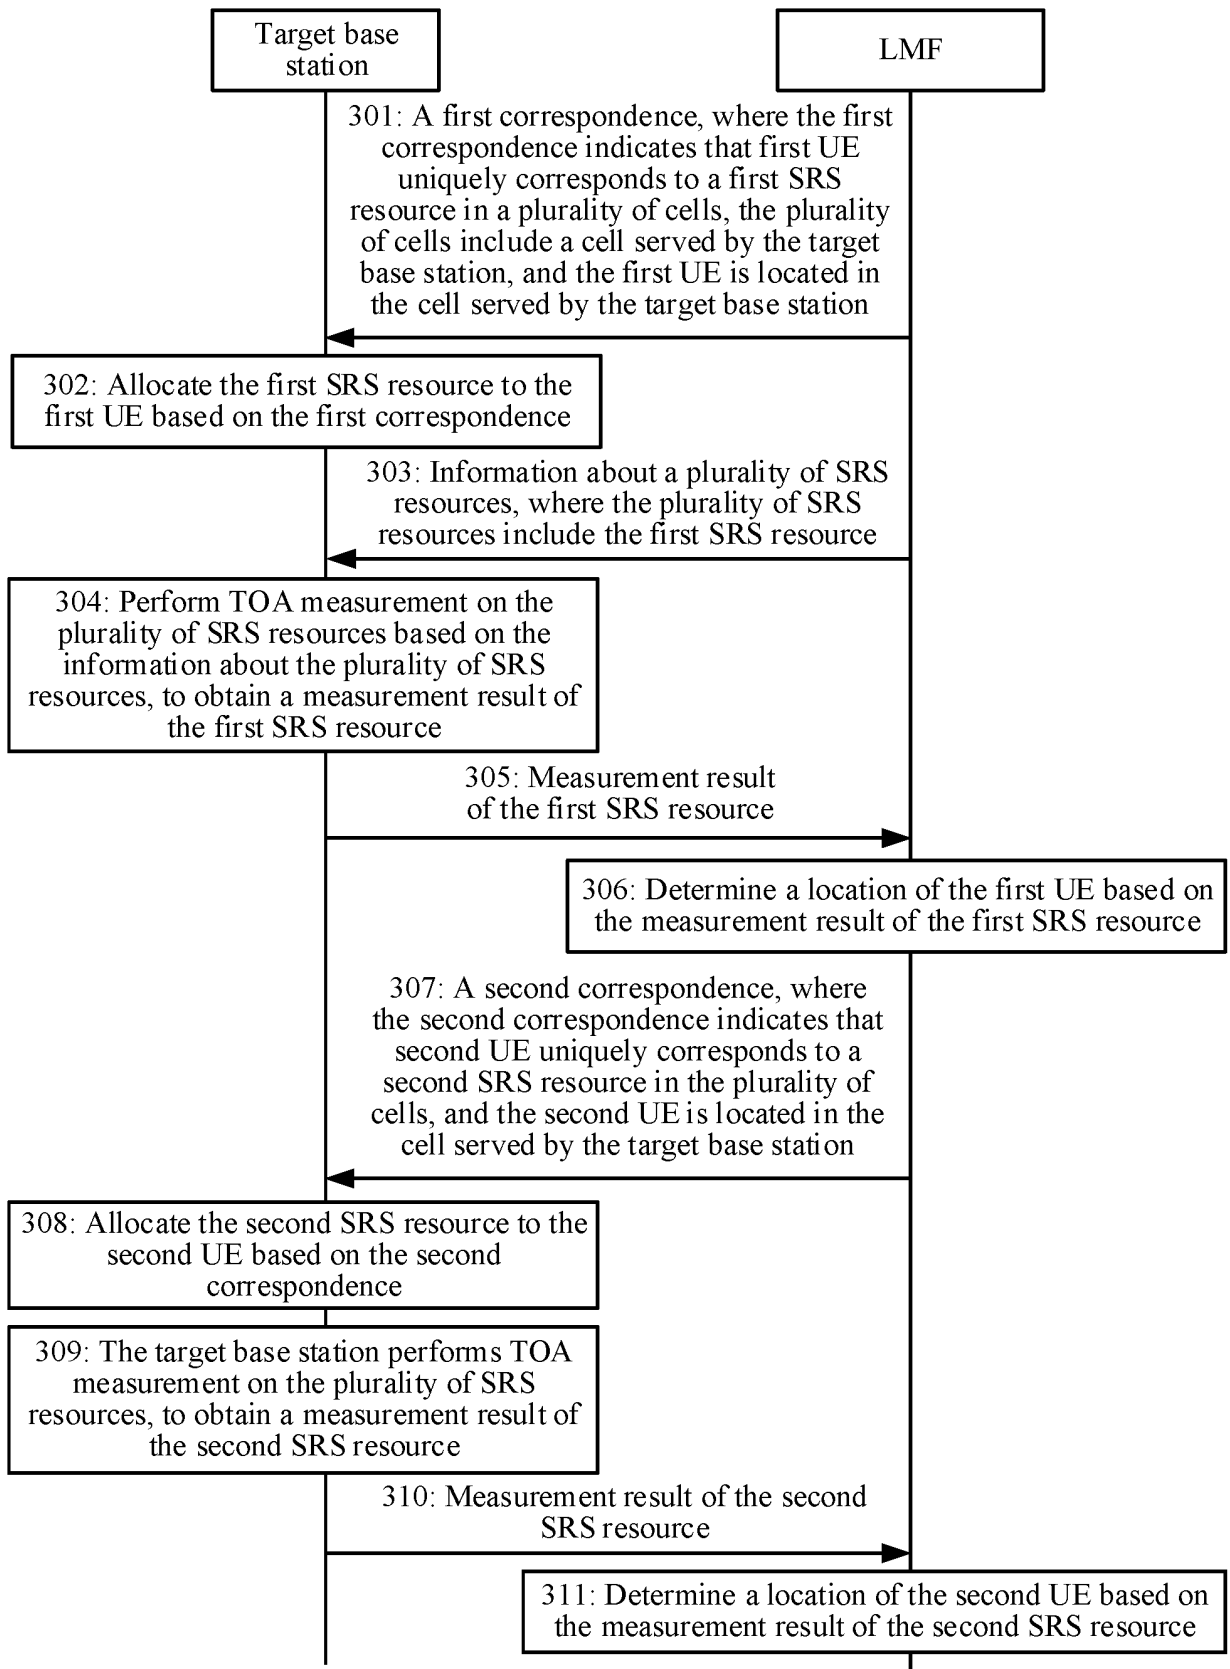 Target base
station
LMF
301: A first correspondence, where the first
correspondence indicates that first UE
uniquely corresponds to a first SRS
resource in a plurality of cells, the plurality
of cells include a cell served by the target
base station, and the first UE is located in
the cell served by the target base station
302: Allocate the first SRS resource to the
first UE based on the first correspondence
303: Information about a plurality of SRS
resources, where the plurality of SRS
resources include the first SRS resource
304: Perform TOA measurement on the
plurality of SRS resources based on the
information about the plurality of SRS
resources, to obtain a measurement result of
the first SRS resource
305: Measurement result
of the first SRS resource
306: Determine a location of the first UE based on
the measurement result of the first SRS resource
307: A second correspondence, where
the second correspondence indicates that
second UE uniquely corresponds to a
second SRS resource in the plurality of
cells, and the second UE is located in the
cell served by the target base station
308: Allocate the second SRS resource to the
second UE based on the second
correspondence
309: The target base station performs TOA
measurement on the plurality of SRS
resources, to obtain a measurement result of
the second SRS resource
310: Measurement result of the second
SRS resource
311: Determine a location of the second UE based on
the measurement result of the second SRS resource